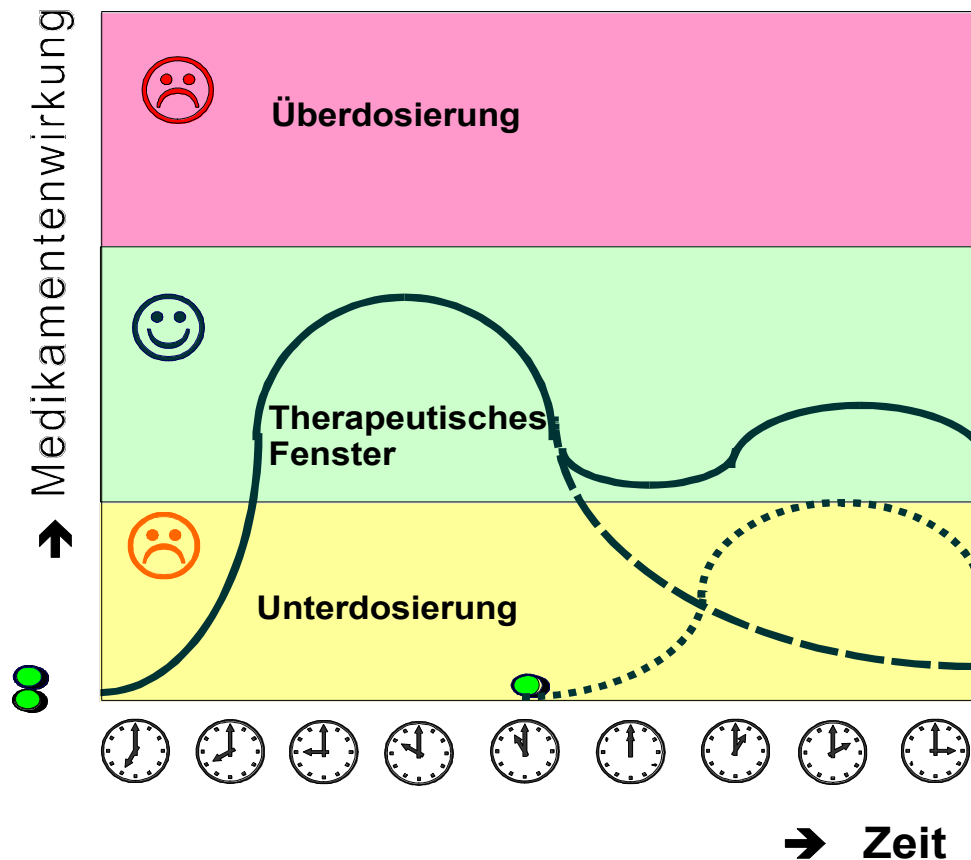 Medikamentenwirkung
Überdosierung
Therapeutisches
Fenster
Unterdosierung
Zeit